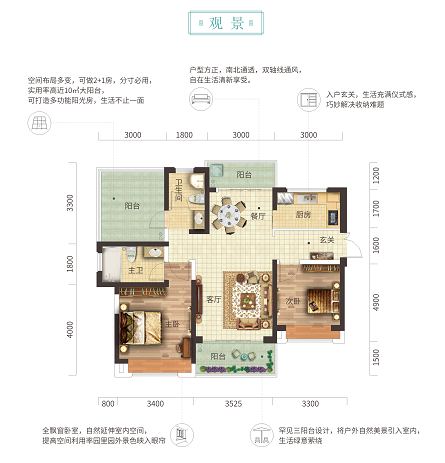 观景
空间布局多变，可做2+1房，分寸必用，
实用率高近10㎡大阳台，
可打造多功能阳光房，生活不止一面
户型方正，南北通透，双轴线通风，
自在生活清新享受。
入户玄关，生活充满仪式感，
巧妙解决收纳难题
3000 1800 3000 3000
3300
1800
4000
1200
1700
1600
4900
1500
阳台
卫生间
阳台
餐厅
厨房
玄关
主卫
客厅
次卧
主卧
阳台
800 3400 3525 3300
全飘窗卧室，自然延伸室内空间，
提高空间利用率园里园外景色映入眼帘
罕见三阳台设计，将户外自然美景引入室内，
生活绿意萦绕